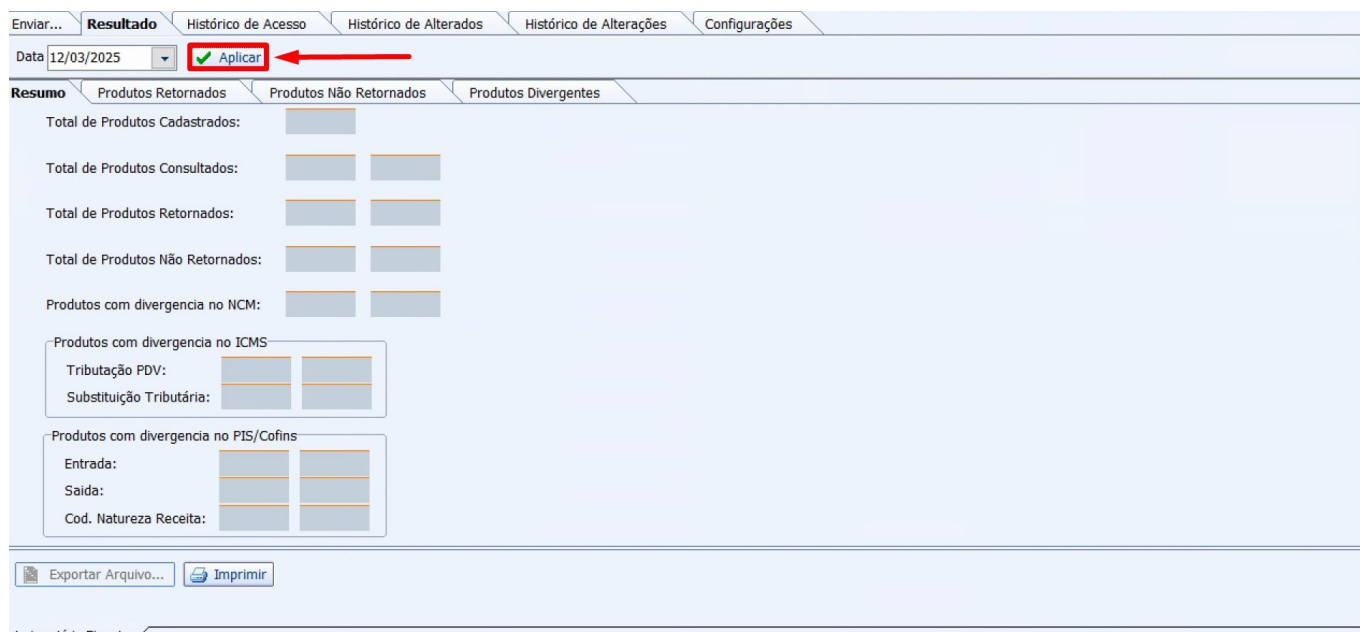 Enviar... Resultado Histórico de Acesso Histórico de Alterados Histórico de Alterações Configurações
Data 12/03/2025 Aplicar
Resumo Produtos Retornados Produtos Não Retornados Produtos Divergentes
Total de Produtos Cadastrados:
Total de Produtos Consultados:
Total de Produtos Retornados:
Total de Produtos Não Retornados:
Produtos com divergencia no NCM:
Produtos com divergencia no ICMS
Tributação PDV:
Substituição Tributária:
Produtos com divergencia no PIS/Cofins
Entrada:
Saida:
Cod. Natureza Receita:
Exportar Arquivo... Imprimir